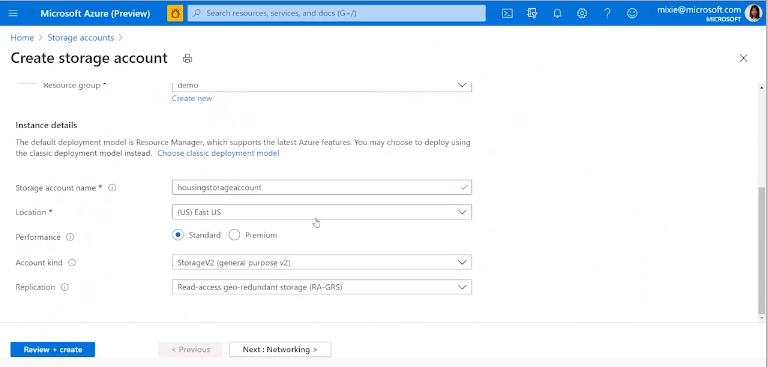 Microsoft Azure (Preview)
Search resources, services, and docs (G+/)
mixie@microsoft.com
MICROSOFT
Home > Storage accounts >
Create storage account
Resource group *
demo
Create new
Instance details
The default deployment model is Resource Manager, which supports the latest Azure features. You may choose to deploy using
the classic deployment model instead. Choose classic deployment model
Storage account name *
housingstorageaccount
Location *
(US) East US
Performance
Standard
Premium
Account kind
StorageV2 (general purpose v2)
Replication
Read-access geo-redundant storage (RA-GRS)
Review + create
< Previous
Next : Networking >